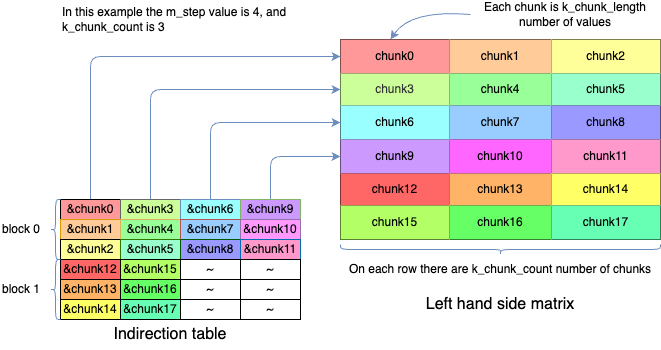 In this example the m_step value is 4, and
k_chunk_count is 3
Each chunk is k_chunk_length
number of values
chunk0 chunk1 chunk2
chunk3 chunk4 chunk5
chunk6 chunk7 chunk8
chunk9 chunk10 chunk11
chunk12 chunk13 chunk14
chunk15 chunk16 chunk17
On each row there are k_chunk_count number of chunks
Left hand side matrix
block 0
block 1
&chunk0 &chunk3 &chunk6 &chunk9
&chunk1 &chunk4 &chunk7 &chunk10
&chunk2 &chunk5 &chunk8 &chunk11
&chunk12 &chunk15 ~ ~
&chunk13 &chunk16 ~ ~
&chunk14 &chunk17 ~ ~
Indirection table